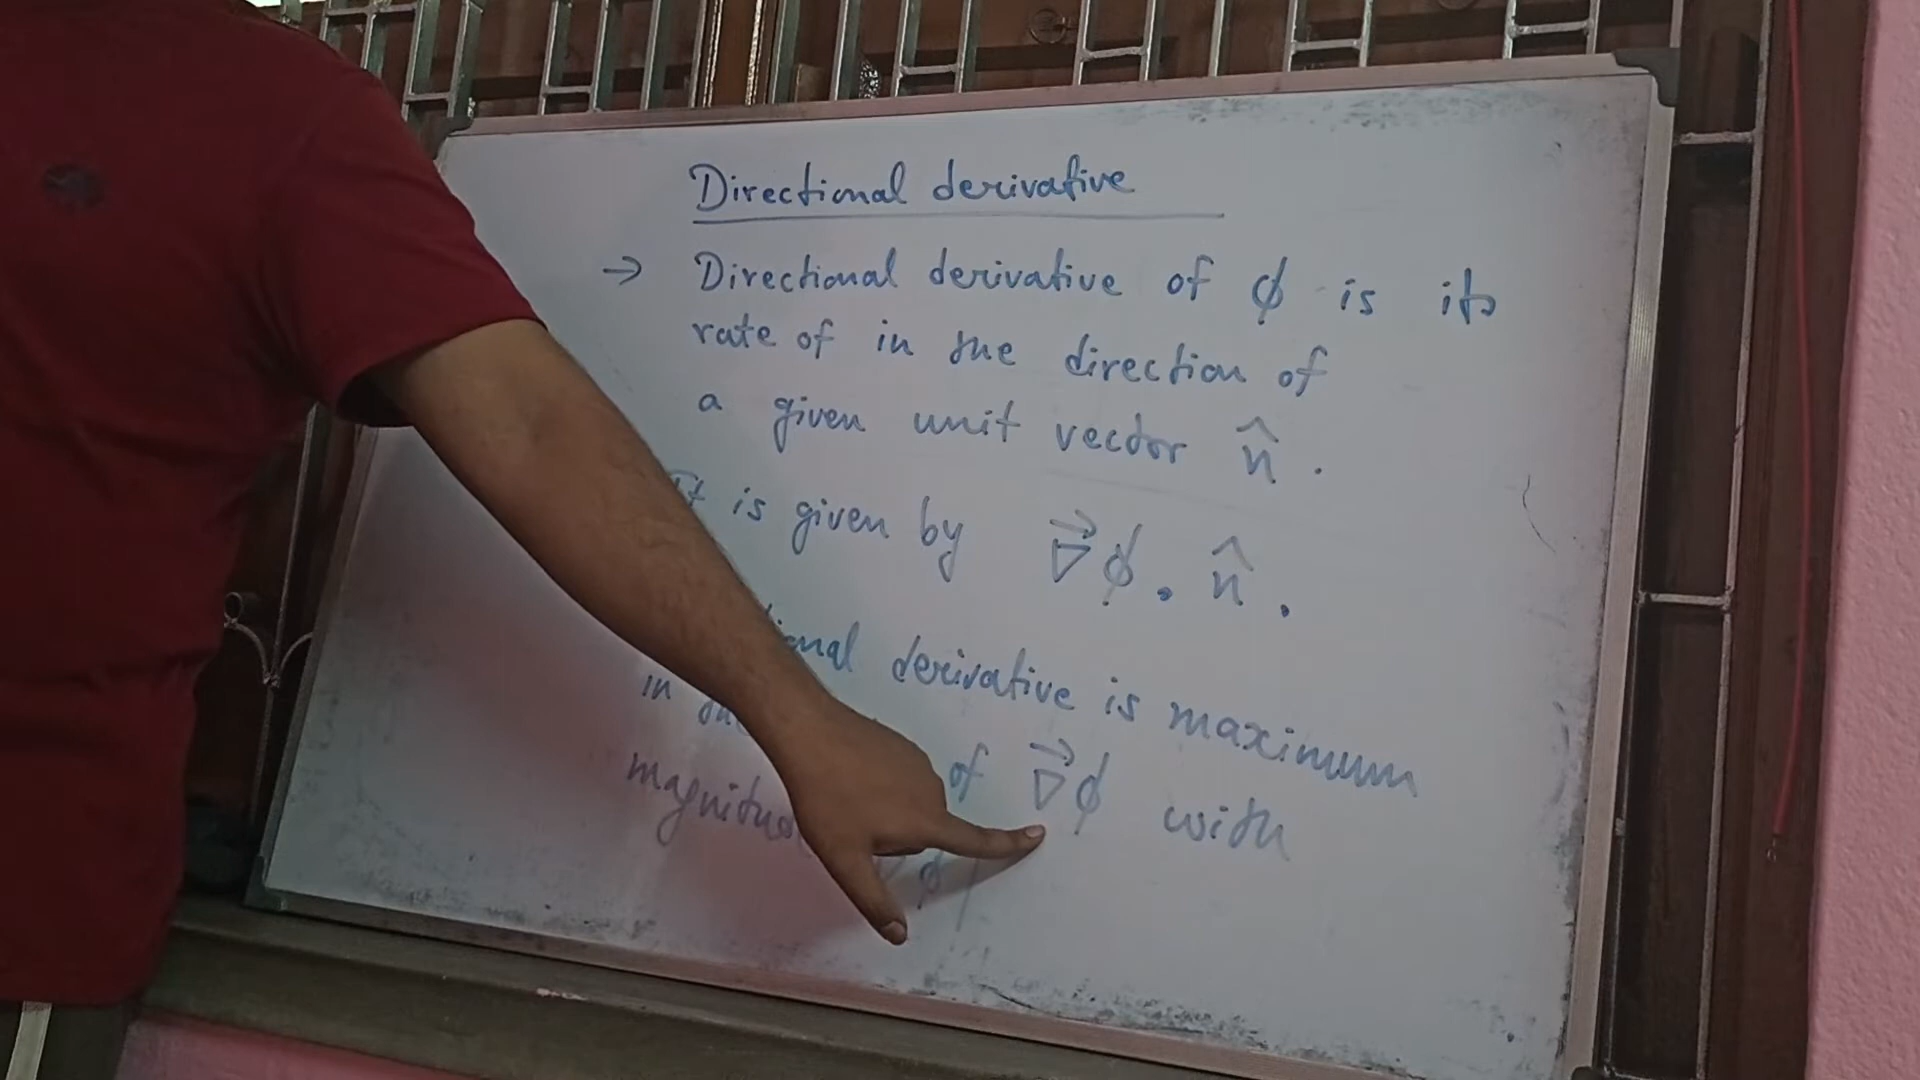 Directional derivative
→ Directional derivative of ϕ is its
rate of in the direction of
a given unit vector n̂ .
It is given by ∇⃗ϕ . n̂ .
derivative is maximum
in of ∇⃗ϕ with
ϕ|